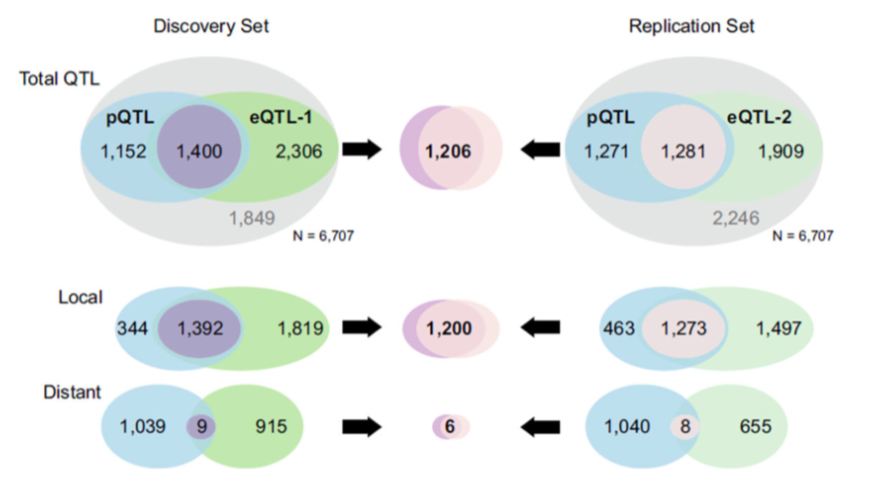 Discovery Set
Replication Set
Total QTL
pQTL
eQTL-1
1,152
1,400
2,306
1,849
N = 6,707
1,206
pQTL
eQTL-2
1,271
1,281
1,909
2,246
N = 6,707
Local
344
1,392
1,819
1,200
463
1,273
1,497
Distant
1,039
9
915
6
1,040
8
655